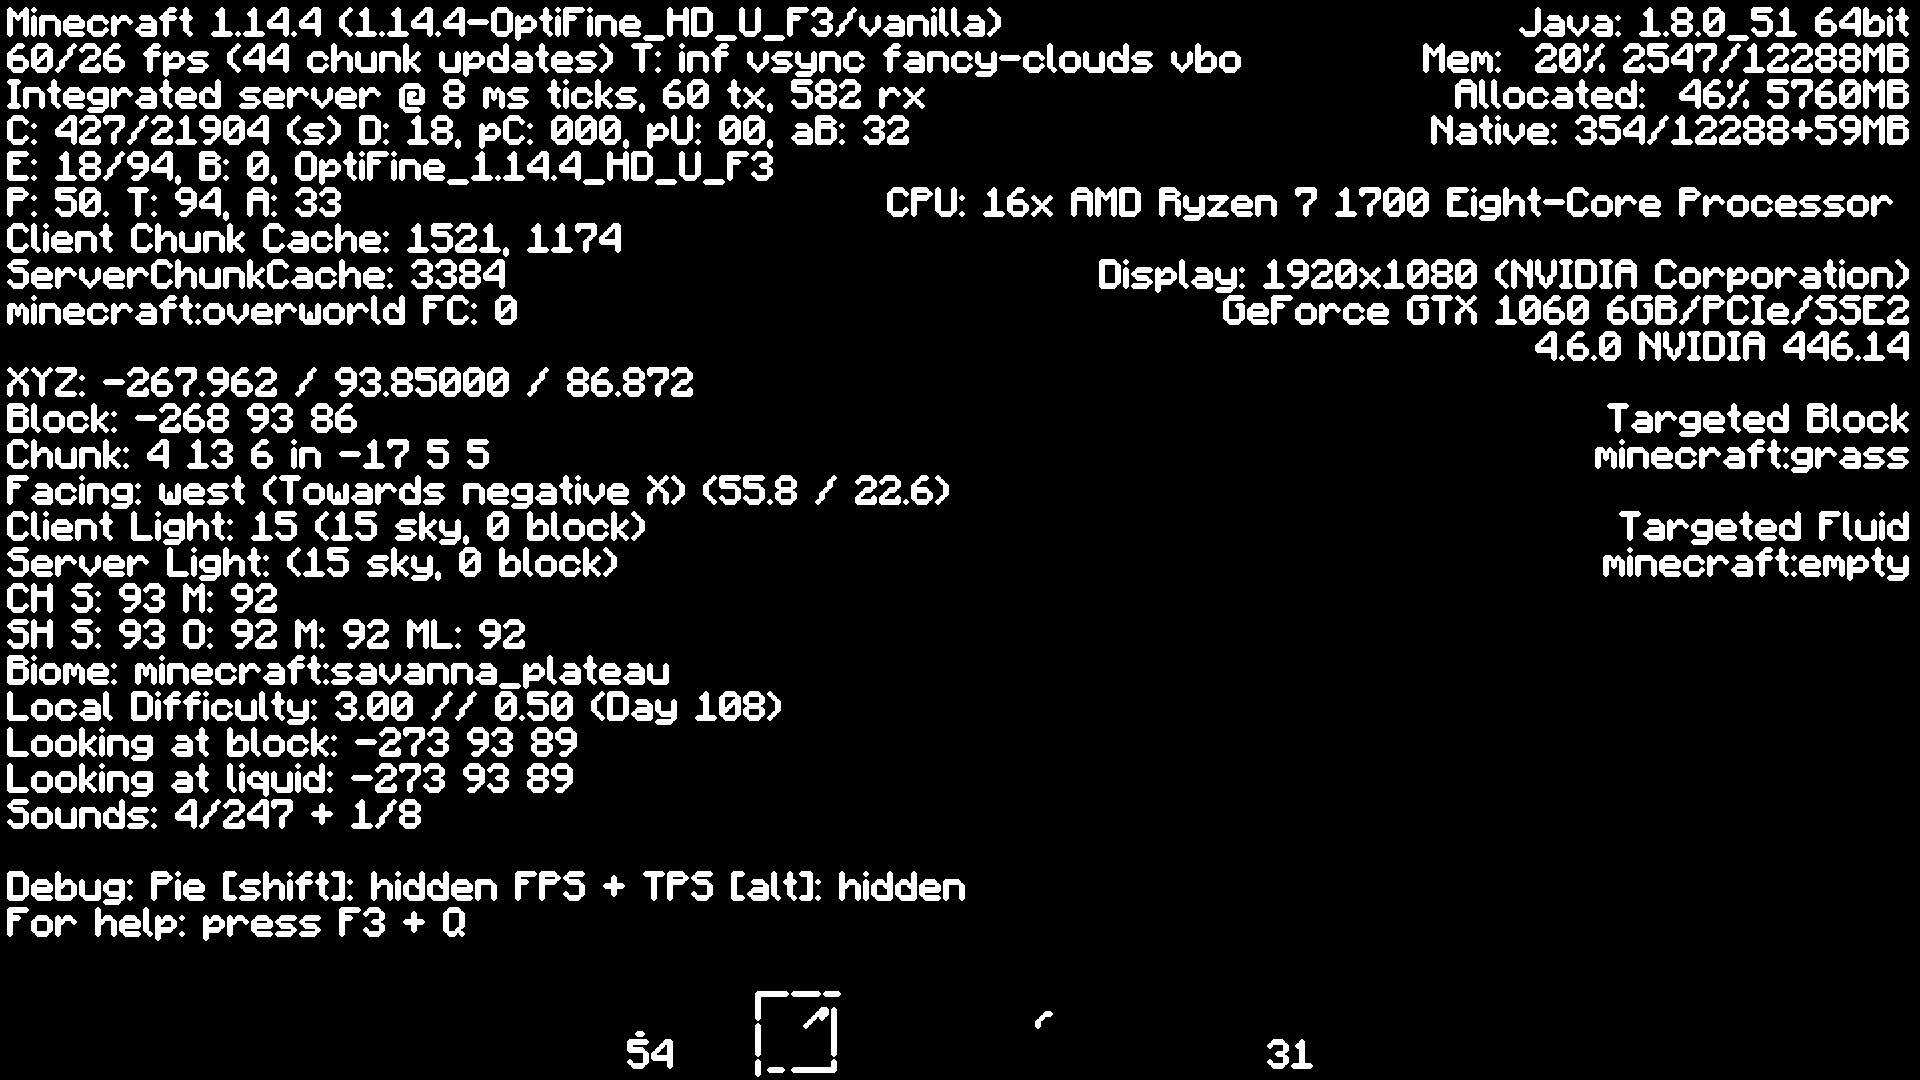 Minecraft 1.14.4 (1.14.4-OptiFine_HD_U_F3/vanilla)
60/26 fps (44 chunk updates) T: inf vsync fancy-clouds vbo
Integrated server @ 8 ms ticks, 60 tx, 582 rx
C: 427/21904 (s) D: 18, pC: 000, pU: 00, aB: 32
E: 18/94, B: 0, OptiFine_1.14.4_HD_U_F3
P: 50. T: 94, A: 33
Client Chunk Cache: 1521, 1174
ServerChunkCache: 3384
minecraft:overworld FC: 0
XYZ: -267.962 / 93.85000 / 86.872
Block: -268 93 86
Chunk: 4 13 6 in -17 5 5
Facing: west (Towards negative X) (55.8 / 22.6)
Client Light: 15 (15 sky, 0 block)
Server Light: (15 sky, 0 block)
CH S: 93 M: 92
SH S: 93 O: 92 M: 92 ML: 92
Biome: minecraft:savanna_plateau
Local Difficulty: 3.00 // 0.50 (Day 108)
Looking at block: -273 93 89
Looking at liquid: -273 93 89
Sounds: 4/247 + 1/8
Debug: Pie [shift]: hidden FPS + TPS [alt]: hidden
For help: press F3 + Q
Java: 1.8.0_51 64bit
Mem: 20% 2547/12288MB
Allocated: 46% 5760MB
Native: 354/12288+59MB
CPU: 16x AMD Ryzen 7 1700 Eight-Core Processor
Display: 1920x1080 (NVIDIA Corporation)
GeForce GTX 1060 6GB/PCIe/SSE2
4.6.0 NVIDIA 446.14
Targeted Block
minecraft:grass
Targeted Fluid
minecraft:empty
54
31